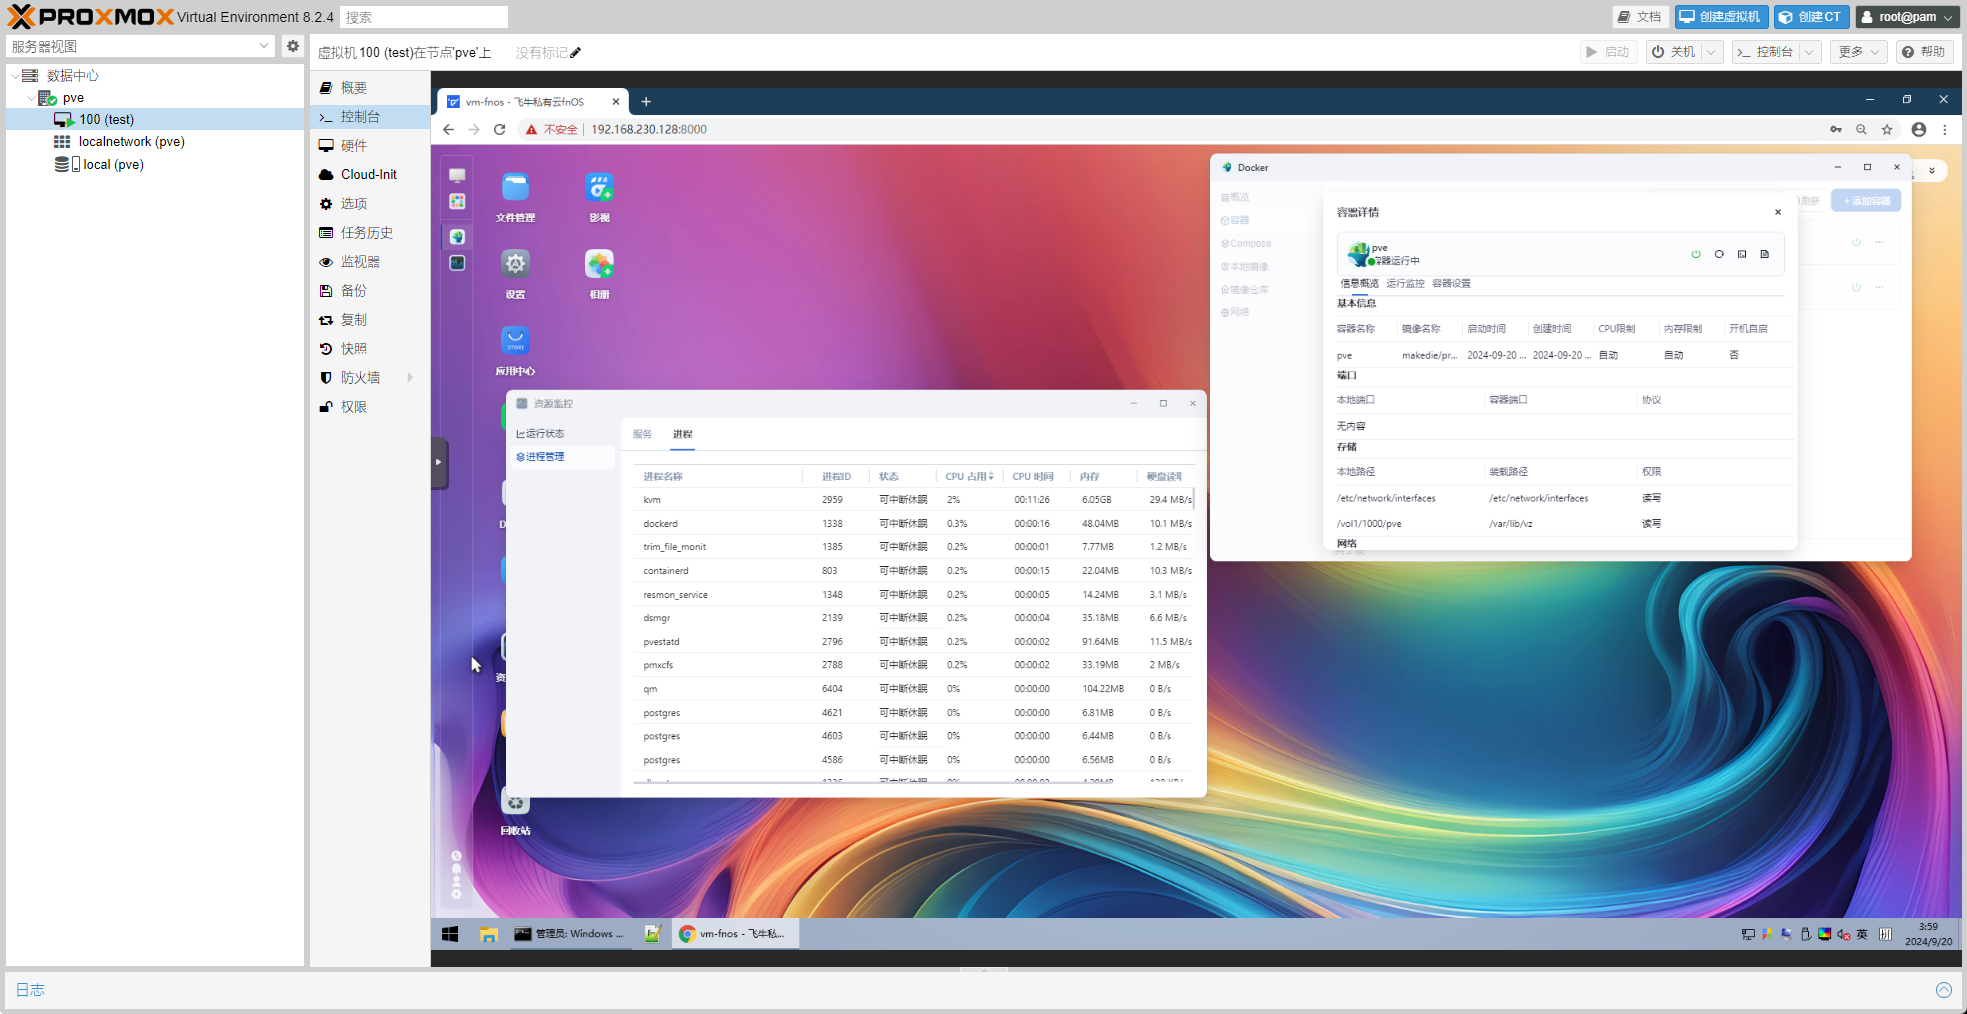 PROXMOX Virtual Environment 8.2.4 搜索 文档 创建虚拟机 创建CT root@pam
服务器视图 虚拟机 100 (test)在节点'pve'上 没有标记 启动 关机 控制台 更多 帮助
数据中心
pve
100 (test)
localnetwork (pve)
local (pve)
概要
控制台
硬件
Cloud-Init
选项
任务历史
监视器
备份
复制
快照
防火墙
权限
vm-fnos - 飞牛私有云fnOS
不安全 192.168.230.128:8000
文件管理 影视
设置 相册
应用中心
回收站
Docker
概览
容器
Compose
本地镜像
镜像仓库
网络
刷新 + 添加容器
容器详情
pve
容器运行中
信息概览 运行监控 容器设置
基本信息
容器名称 镜像名称 启动时间 创建时间 CPU限制 内存限制 开机自启
pve makedie/pr... 2024-09-20 ... 2024-09-20 ... 自动 自动 否
端口
本地端口 容器端口 协议
无内容
存储
本地路径 装载路径 权限
/etc/network/interfaces /etc/network/interfaces 读写
/vol1/1000/pve /var/lib/vz 读写
网络
资源监控
运行状态
进程管理
服务 进程
进程名称 进程ID 状态 CPU 占用 CPU 时间 内存 硬盘读取
kvm 2959 可中断休眠 2% 00:11:26 6.05GB 29.4 MB/s
dockerd 1338 可中断休眠 0.3% 00:00:16 48.04MB 10.1 MB/s
trim_file_monit 1385 可中断休眠 0.2% 00:00:01 7.77MB 1.2 MB/s
containerd 803 可中断休眠 0.2% 00:00:15 22.04MB 10.3 MB/s
resmon_service 1348 可中断休眠 0.2% 00:00:05 14.24MB 3.1 MB/s
dsmgr 2139 可中断休眠 0.2% 00:00:04 35.18MB 6.6 MB/s
pvestatd 2796 可中断休眠 0.2% 00:00:02 91.64MB 11.5 MB/s
pmxcfs 2788 可中断休眠 0.2% 00:00:02 33.19MB 2 MB/s
qm 6404 可中断休眠 0% 00:00:00 104.22MB 0 B/s
postgres 4621 可中断休眠 0% 00:00:00 6.81MB 0 B/s
postgres 4603 可中断休眠 0% 00:00:00 6.44MB 0 B/s
postgres 4586 可中断休眠 0% 00:00:00 6.56MB 0 B/s
管理员: Windows ... vm-fnos - 飞牛私... 英 3:59
2024/9/20
日志